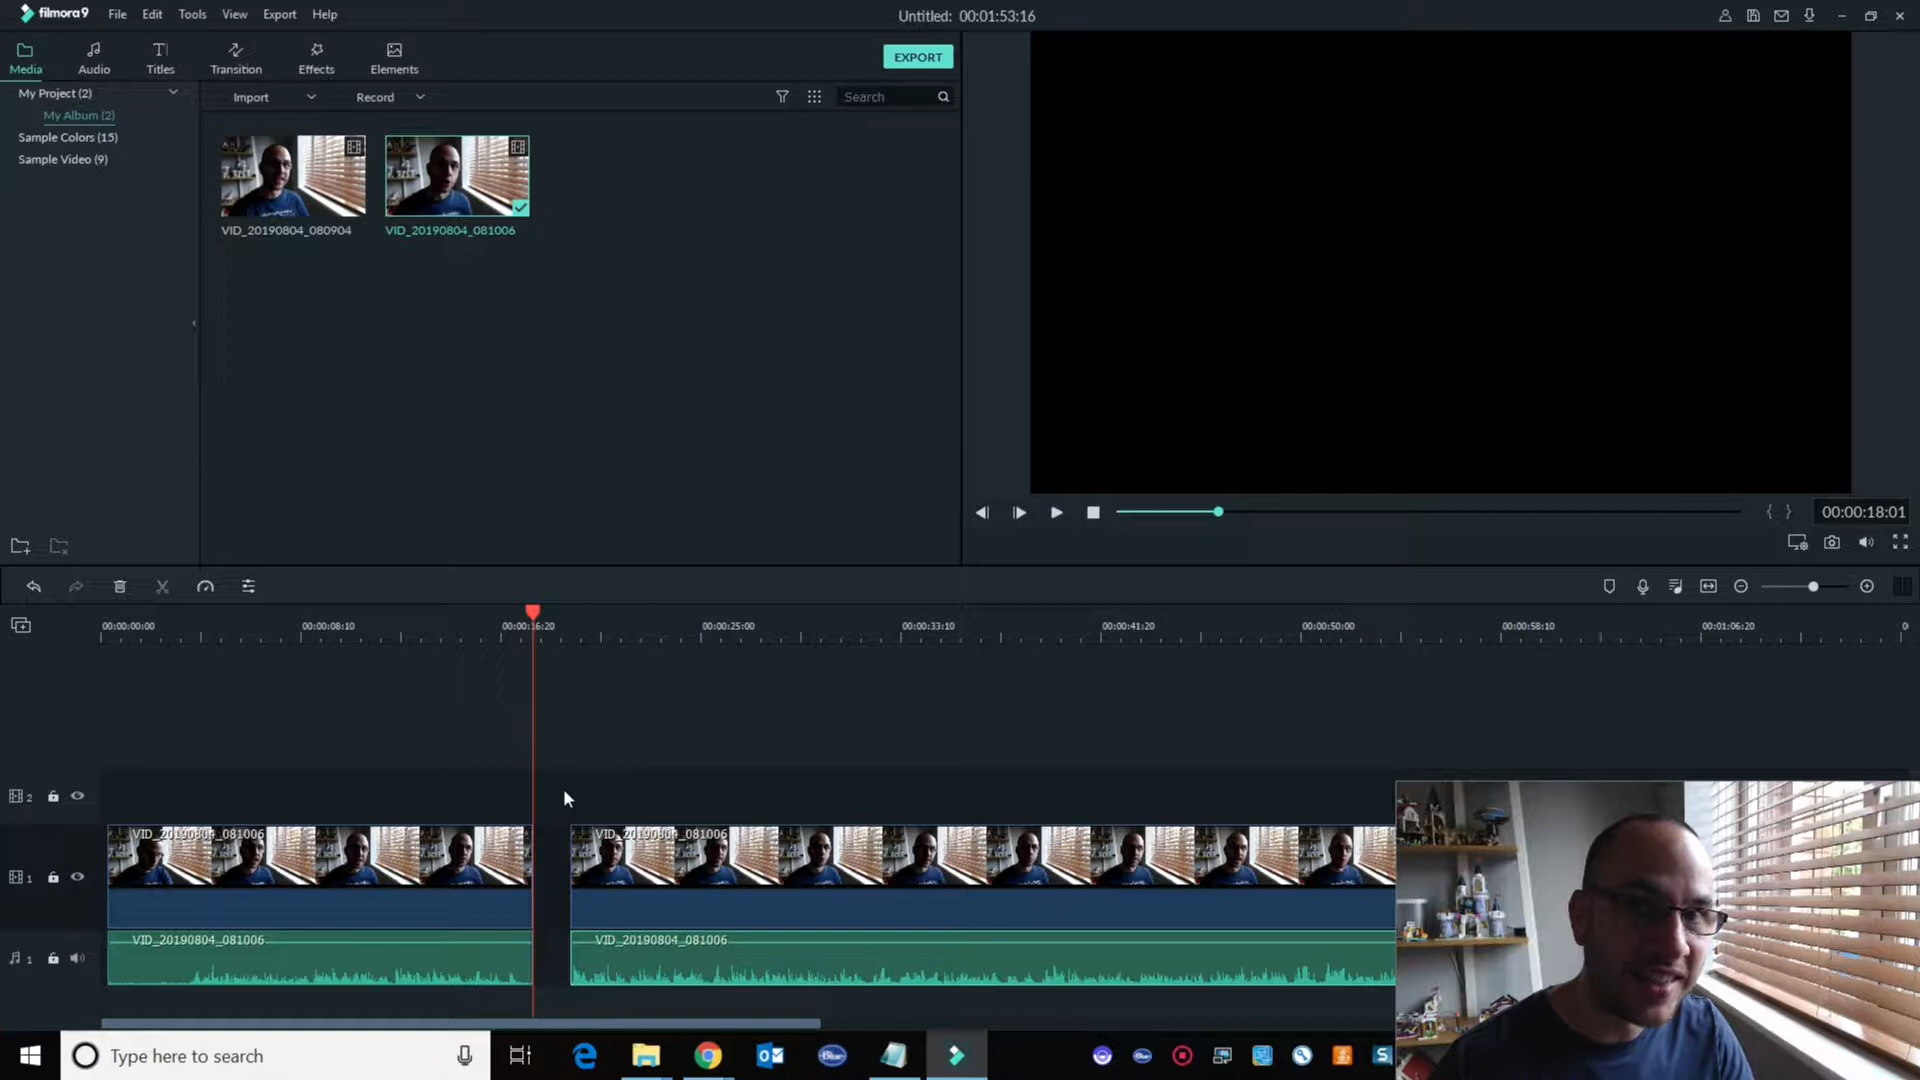 filmora9 File Edit Tools View Export Help
Untitled: 00:01:53:16
Media Audio Titles Transition Effects Elements
EXPORT
My Project (2)
My Album (2)
Sample Colors (15)
Sample Video (9)
Import Record Search
VID_20190804_080904 VID_20190804_081006
00:00:18:01
00:00:00:00 00:00:08:10 00:00:16:20 00:00:25:00 00:00:33:10 00:00:41:20 00:00:50:00 00:00:58:10 00:01:06:20
2
VID_20190804_081006 VID_20190804_081006
1
VID_20190804_081006 VID_20190804_081006
1
Type here to search
Blue